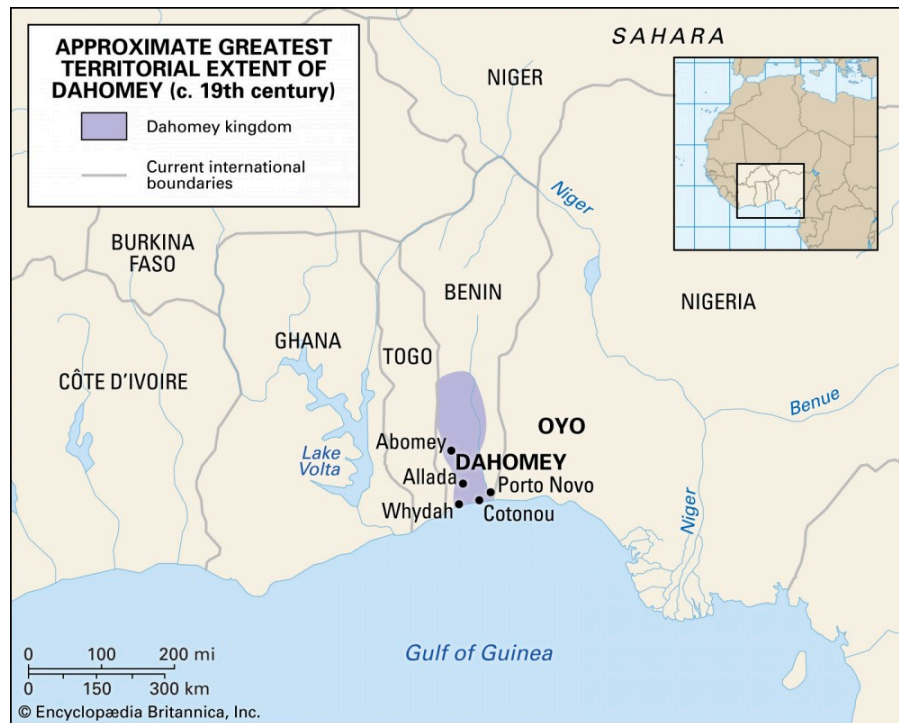 APPROXIMATE GREATEST
TERRITORIAL EXTENT OF
DAHOMEY (c. 19th century)
Dahomey kingdom
Current international
boundaries
SAHARA
NIGER
Niger
BURKINA
FASO
BENIN
NIGERIA
GHANA
TOGO
CÔTE D'IVOIRE
Benue
OYO
Abomey
DAHOMEY
Lake
Volta
Allada
Porto Novo
Whydah
Cotonou
Niger
Gulf of Guinea
0 100 200 mi
0 150 300 km
© Encyclopædia Britannica, Inc.